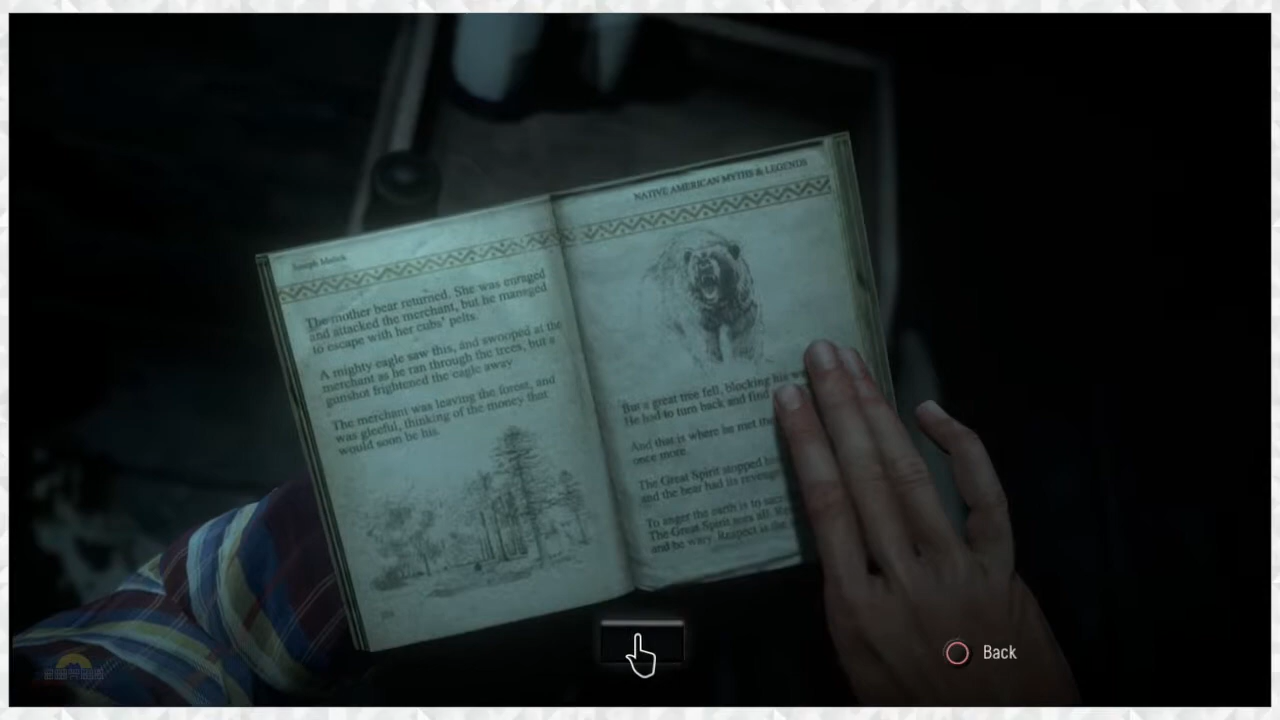 Joseph Malick
The mother bear returned. She was enraged
and attacked the merchant, but he managed
to escape with her cubs' pelts.
A mighty eagle saw this, and swooped at the
merchant as he ran through the trees, but a
gunshot frightened the eagle away
The merchant was leaving the forest, and
was gleeful, thinking of the money that
would soon be his.
NATIVE AMERICAN MYTHS & LEGENDS
But a great tree fell, blocking his
He had to turn back and find
And that is where he met the
once more.
The Great Spirit stopped
and the bear had its
To anger the earth is to
The Great Spirit sees all.
and be wary. Respect is the
Back